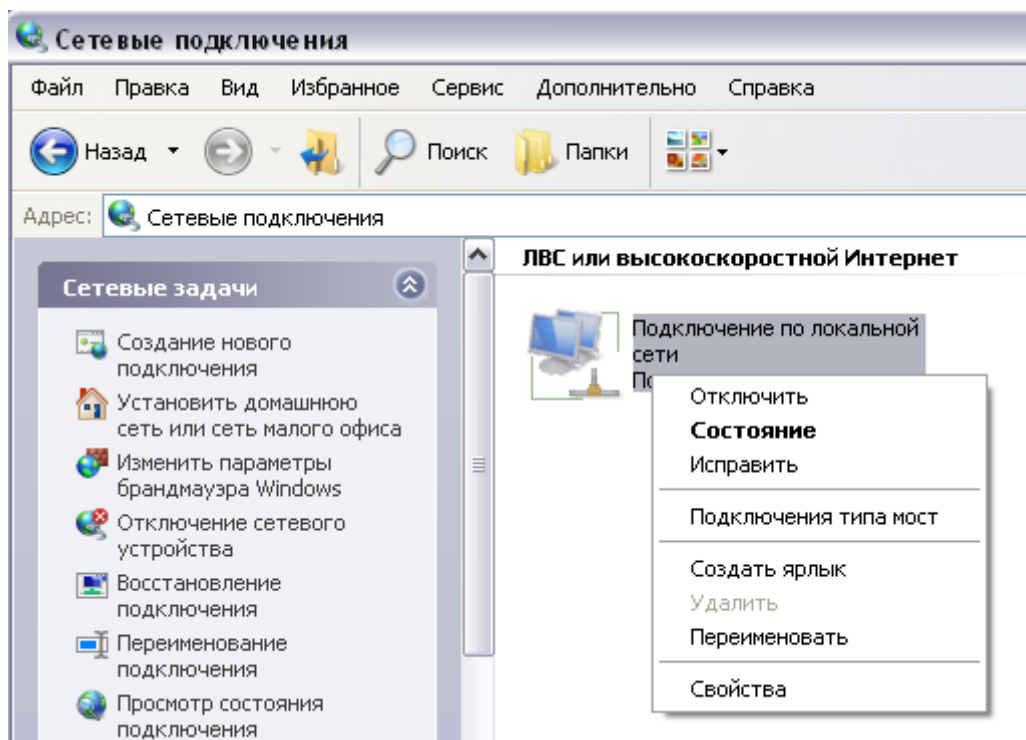 Сетевые подключения
Файл Правка Вид Избранное Сервис Дополнительно Справка
Назад Поиск Папки
Адрес: Сетевые подключения
Сетевые задачи
Создание нового
подключения
Установить домашнюю
сеть или сеть малого офиса
Изменить параметры
брандмауэра Windows
Отключение сетевого
устройства
Восстановление
подключения
Переименование
подключения
Просмотр состояния
подключения
ЛВС или высокоскоростной Интернет
Подключение по локальной
сети
Отключить
Состояние
Исправить
Подключения типа мост
Создать ярлык
Удалить
Переименовать
Свойства